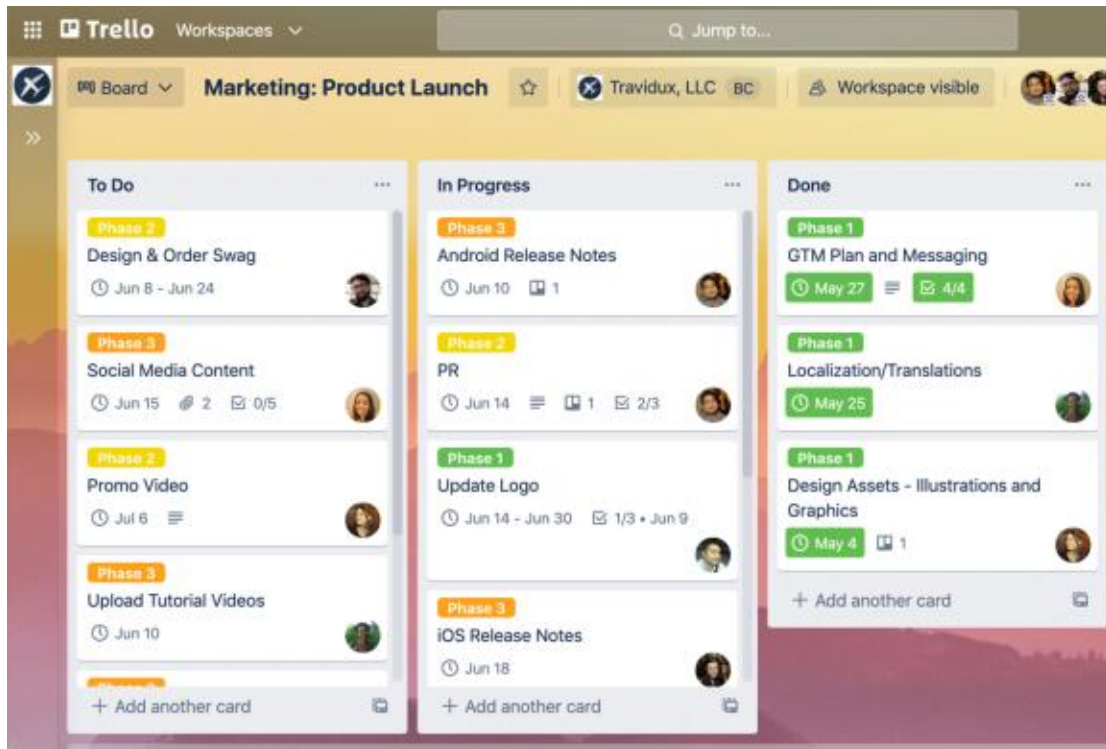 Trello Workspaces Jump to...
Board Marketing: Product Launch Travidux, LLC BC Workspace visible
To Do
Phase 2
Design & Order Swag
Jun 8 - Jun 24
Phase 3
Social Media Content
Jun 15 2 0/5
Phase 2
Promo Video
Jul 6
Phase 3
Upload Tutorial Videos
Jun 10
+ Add another card
In Progress
Phase 3
Android Release Notes
Jun 10 1
Phase 2
PR
Jun 14 1 2/3
Phase 1
Update Logo
Jun 14 - Jun 30 1/3 • Jun 9
Phase 3
iOS Release Notes
Jun 18
+ Add another card
Done
Phase 1
GTM Plan and Messaging
May 27 4/4
Phase 1
Localization/Translations
May 25
Phase 1
Design Assets - Illustrations and
Graphics
May 4 1
+ Add another card